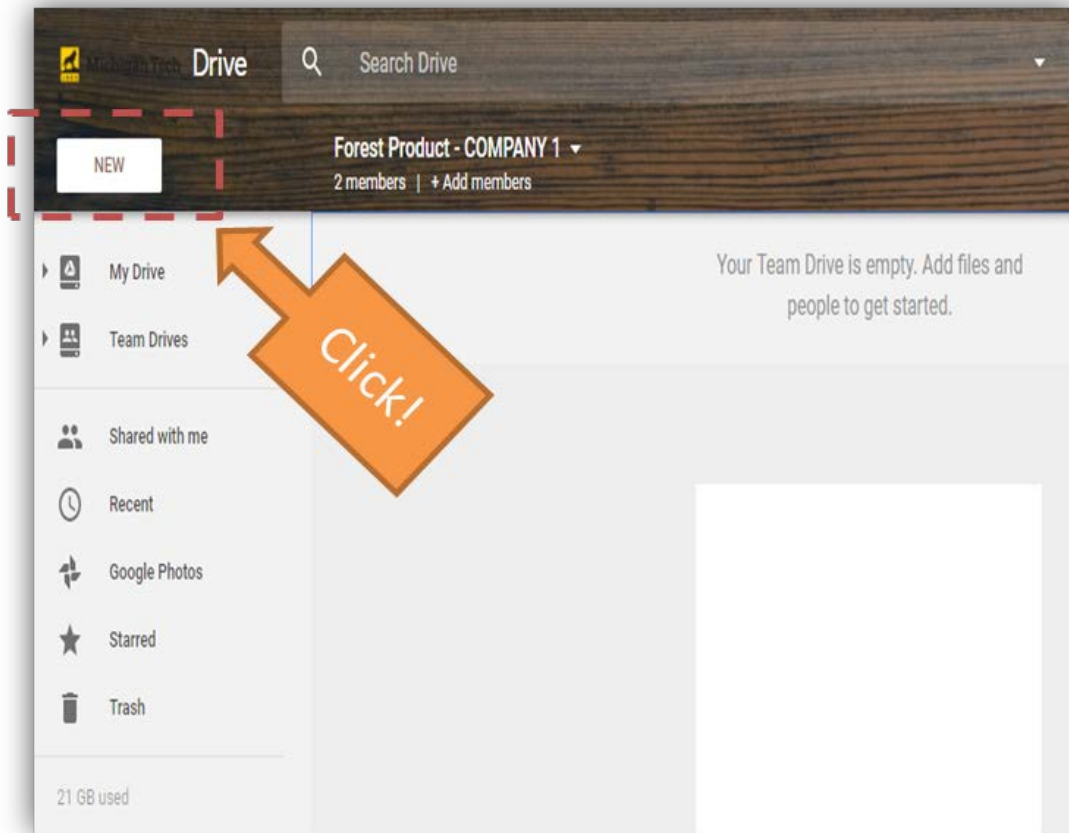 Michigan Tech Drive
Search Drive
NEW
Forest Product - COMPANY 1
2 members | + Add members
My Drive
Team Drives
Your Team Drive is empty. Add files and
people to get started.
Click!
Shared with me
Recent
Google Photos
Starred
Trash
21 GB used